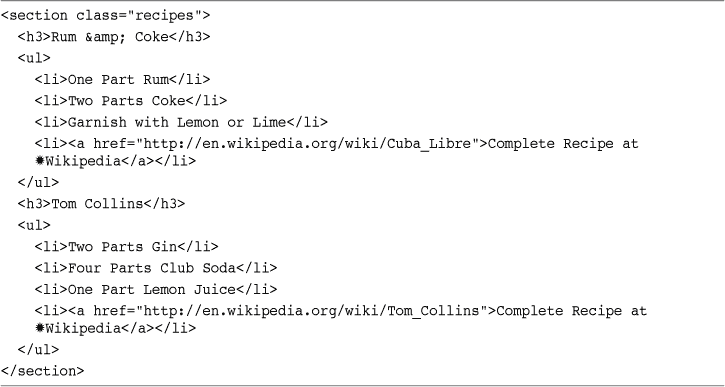 <section class="recipes">
  <h3>Rum &amp; Coke</h3>
  <ul>
    <li>One Part Rum</li>
    <li>Two Parts Coke</li>
    <li>Garnish with Lemon or Lime</li>
    <li><a href="http://en.wikipedia.org/wiki/Cuba_Libre">Complete Recipe at
    ✹Wikipedia</a></li>
  </ul>
  <h3>Tom Collins</h3>
  <ul>
    <li>Two Parts Gin</li>
    <li>Four Parts Club Soda</li>
    <li>One Part Lemon Juice</li>
    <li><a href="http://en.wikipedia.org/wiki/Tom_Collins">Complete Recipe at
    ✹Wikipedia</a></li>
  </ul>
</section>